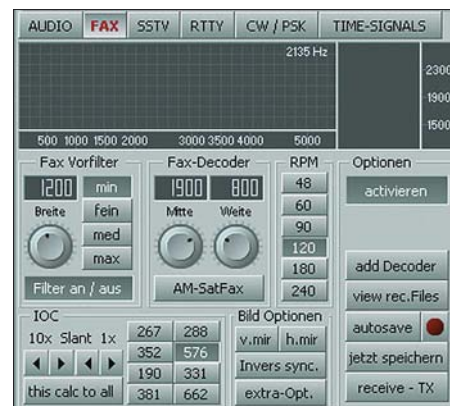 AUDIO FAX SSTV RTTY CW / PSK TIME-SIGNALS
2135 Hz
2300
1900
1500
500 1000 1500 2000 3000 3500 4000 5000
Fax Vorfilter
1200 min
Breite fein
med
max
Filter an / aus
Fax-Decoder
1900 800
Mitte Weite
AM-SatFax
RPM
48
60
90
120
180
240
Optionen
activieren
add Decoder
view rec.Files
autosave
jetzt speichern
receive - TX
IOC
10x Slant 1x
this calc to all
267 288
352 576
190 331
381 662
Bild Optionen
v.mir h.mir
Invers sync.
extra-Opt.